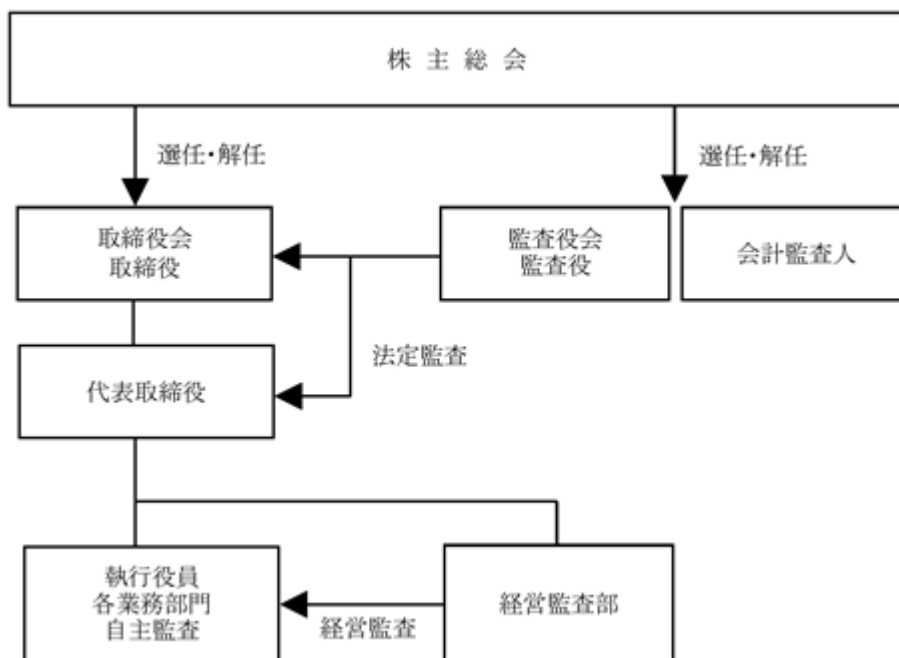 株主総会
選任・解任
選任・解任
取締役会
取締役
監査役会
監査役
会計監査人
法定監査
代表取締役
執行役員
各業務部門
自主監査
経営監査
経営監査部